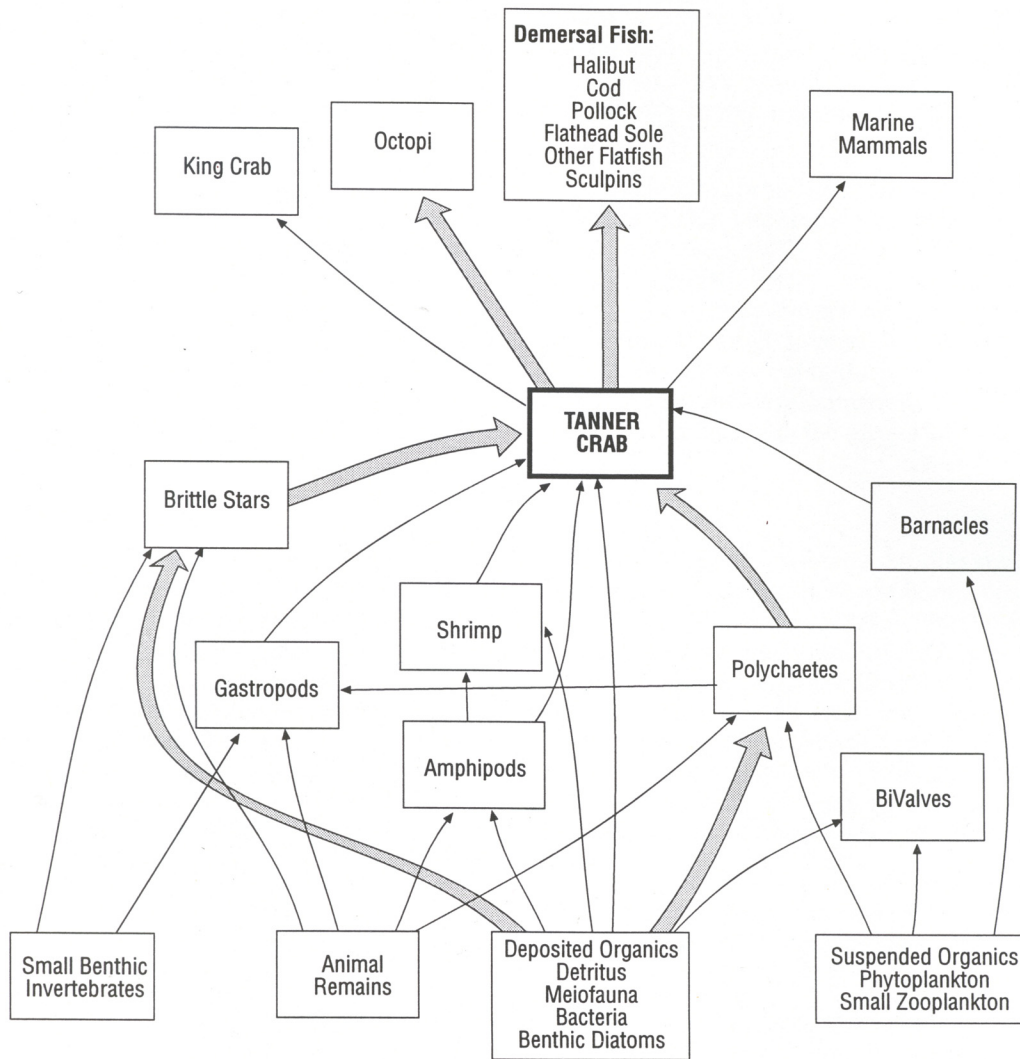 Demersal Fish:
Halibut
Cod
Pollock
Flathead Sole
Other Flatfish
Sculpins
Marine
Mammals
Octopi
King Crab
TANNER
CRAB
Brittle Stars
Barnacles
Shrimp
Polychaetes
Gastropods
Amphipods
BiValves
Small Benthic
Invertebrates
Animal
Remains
Deposited Organics
Detritus
Meiofauna
Bacteria
Benthic Diatoms
Suspended Organics
Phytoplankton
Small Zooplankton